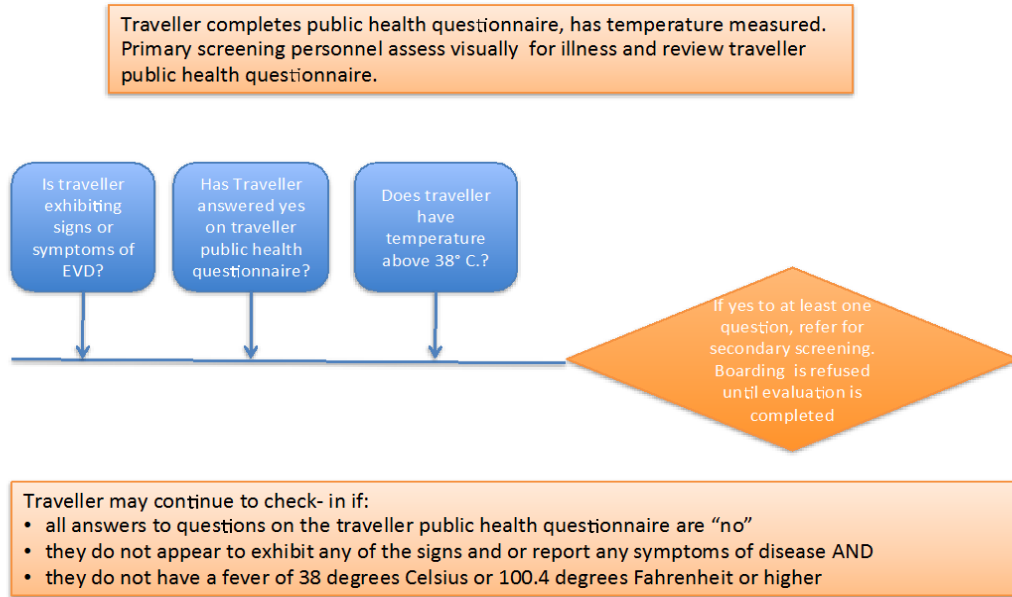 Traveller completes public health questionnaire, has temperature measured.
Primary screening personnel assess visually for illness and review traveller
public health questionnaire.
Is traveller
exhibiting
signs or
symptoms of
EVD?
Has Traveller
answered yes
on traveller
public health
questionnaire?
Does traveller
have
temperature
above 38° C.?
If yes to at least one
question, refer for
secondary screening.
Boarding is refused
until evaluation is
completed
Traveller may continue to check- in if:
• all answers to questions on the traveller public health questionnaire are “no”
• they do not appear to exhibit any of the signs and or report any symptoms of disease AND
• they do not have a fever of 38 degrees Celsius or 100.4 degrees Fahrenheit or higher